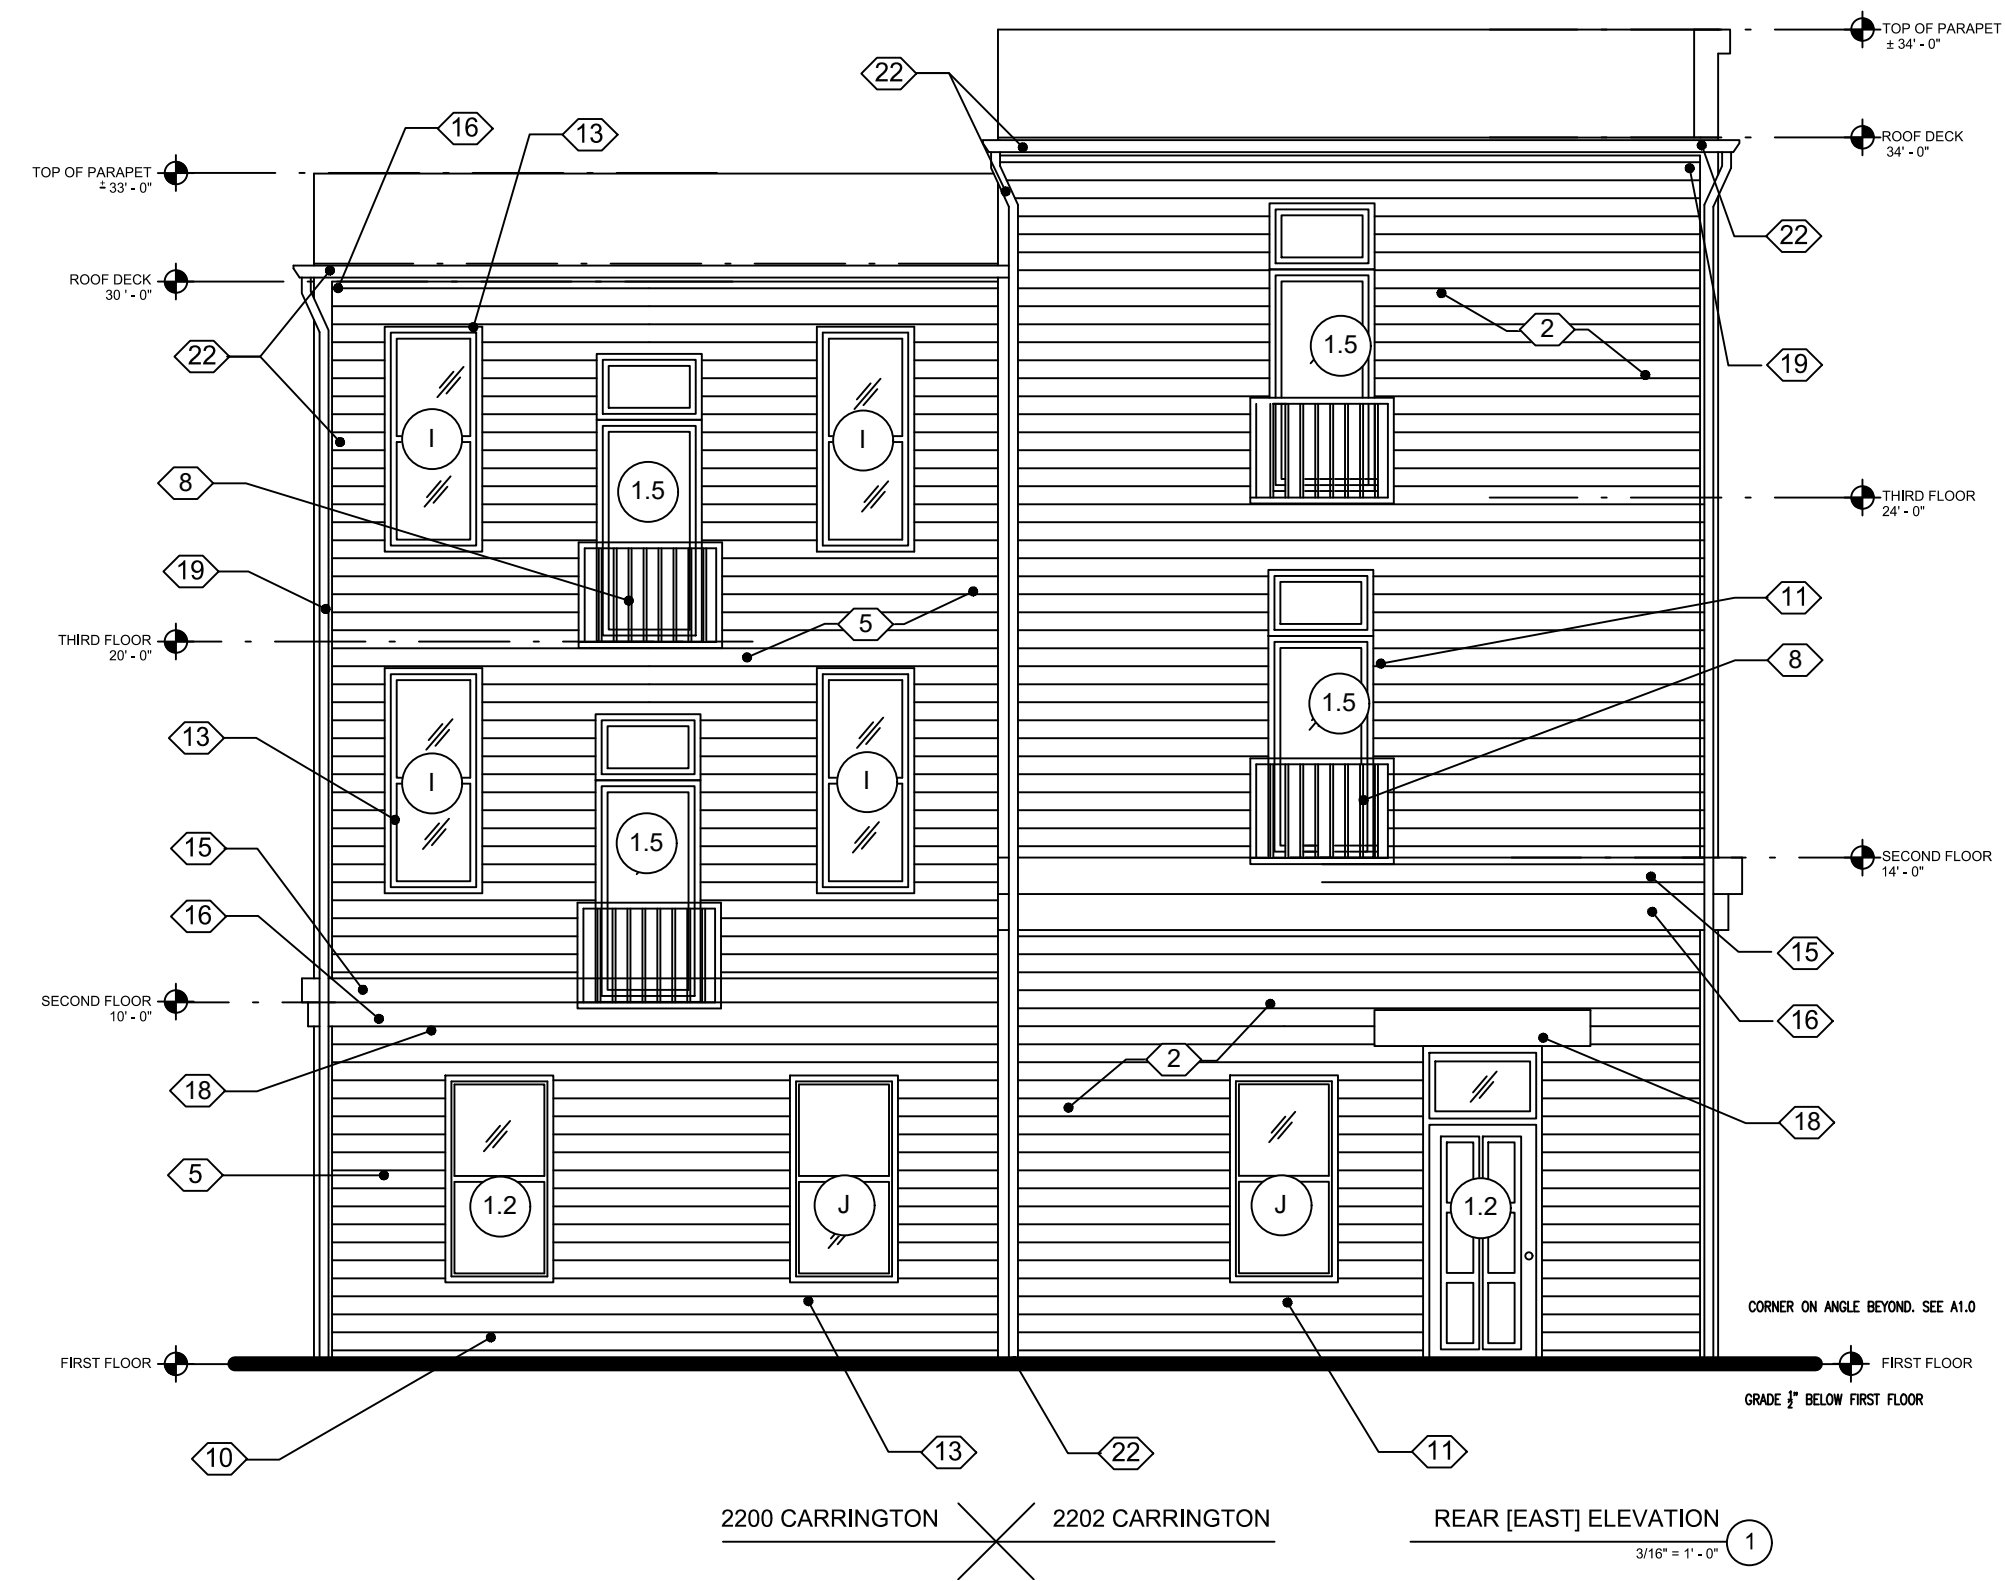 TOP OF PARAPET
± 34' - 0"
22
16
13
ROOF DECK
34' - 0"
TOP OF PARAPET
± 33' - 0"
22
ROOF DECK
30 ' - 0"
2
1.5
22
19
I
I
8
1.5
THIRD FLOOR
24' - 0"
19
11
5
THIRD FLOOR
20' - 0"
8
1.5
13
I
I
15
1.5
SECOND FLOOR
14' - 0"
16
15
SECOND FLOOR
10' - 0"
16
2
18
18
5
1.2
J
J
1.2
CORNER ON ANGLE BEYOND. SEE A1.0
FIRST FLOOR
FIRST FLOOR
GRADE ½" BELOW FIRST FLOOR
10
13
22
11
2200 CARRINGTON
2202 CARRINGTON
REAR [EAST] ELEVATION
1
3/16" = 1' - 0"